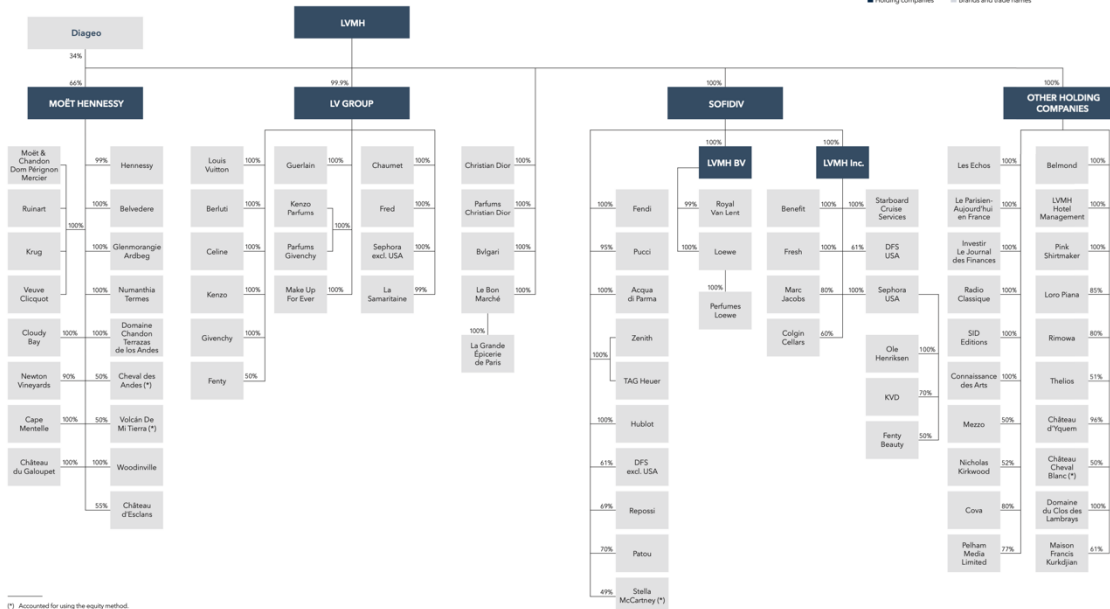 Holding companies
Brands and trade names
Diageo
LVMH
34%
66%
99.9%
100%
100%
MOËT HENNESSY
LV GROUP
SOFIDIV
OTHER HOLDING
COMPANIES
100%
100%
LVMH BV
LVMH Inc.
Moët &
Chandon
Dom Pérignon
Mercier
Ruinart
Krug
Veuve
Clicquot
100%
Cloudy
Bay
100%
Newton
Vineyards
90%
Cape
Mentelle
100%
Château
du Galoupet
100%
99%
Hennessy
100%
Belvedere
100%
Glenmorangie
Ardbeg
100%
Numanthia
Termes
100%
Domaine
Chandon
Terrazas
de los Andes
50%
Cheval des
Andes (*)
50%
Volcán De
Mi Tierra (*)
100%
Woodinville
55%
Château
d'Esclans
Louis
Vuitton
100%
Berluti
100%
Celine
100%
Kenzo
100%
Givenchy
100%
Fenty
50%
Guerlain
100%
Kenzo
Parfums
Parfums
Givenchy
100%
Make Up
For Ever
100%
Chaumet
100%
Fred
100%
Sephora
excl. USA
100%
La
Samaritaine
99%
Christian Dior
100%
Parfums
Christian Dior
100%
Bvlgari
100%
Le Bon
Marché
100%
100%
La Grande
Épicerie
de Paris
100%
Fendi
95%
Pucci
100%
Acqua
di Parma
100%
Zenith
TAG Heuer
100%
Hublot
61%
DFS
excl. USA
69%
Repossi
70%
Patou
49%
Stella
McCartney (*)
99%
Royal
Van Lent
100%
Loewe
100%
Perfumes
Loewe
Benefit
100%
Fresh
100%
Marc
Jacobs
80%
Colgin
Cellars
60%
100%
Starboard
Cruise
Services
61%
DFS
USA
100%
Sephora
USA
Ole
Henriksen
100%
KVD
70%
Fenty
Beauty
50%
Les Echos
100%
Le Parisien-
Aujourd'hui
en France
100%
Investir
Le Journal
des Finances
100%
Radio
Classique
100%
SID
Editions
100%
Connaissance
des Arts
100%
Mezzo
50%
Nicholas
Kirkwood
52%
Cova
80%
Pelham
Media
Limited
77%
Belmond
100%
LVMH
Hotel
Management
100%
Pink
Shirtmaker
100%
Loro Piana
85%
Rimowa
80%
Thelios
51%
Château
d'Yquem
96%
Château
Cheval
Blanc (*)
50%
Domaine
du Clos des
Lambrays
100%
Maison
Francis
Kurkdjian
61%
(*) Accounted for using the equity method.